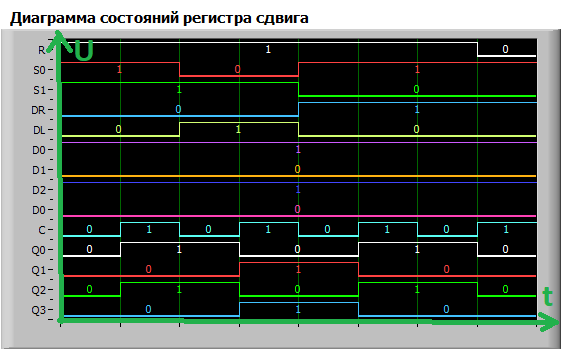 Диаграмма состояний регистра сдвига
U
R 1 0
S0 1 0 1
S1 1 0
DR 0 1
DL 0 1 0
D0 1
D1 0
D2 1
D0 0
C 0 1 0 1 0 1 0 1
Q0 0 1 0 1 0
Q1 0 1 0
Q2 0 1 0 1 0
Q3 0 1 0
t